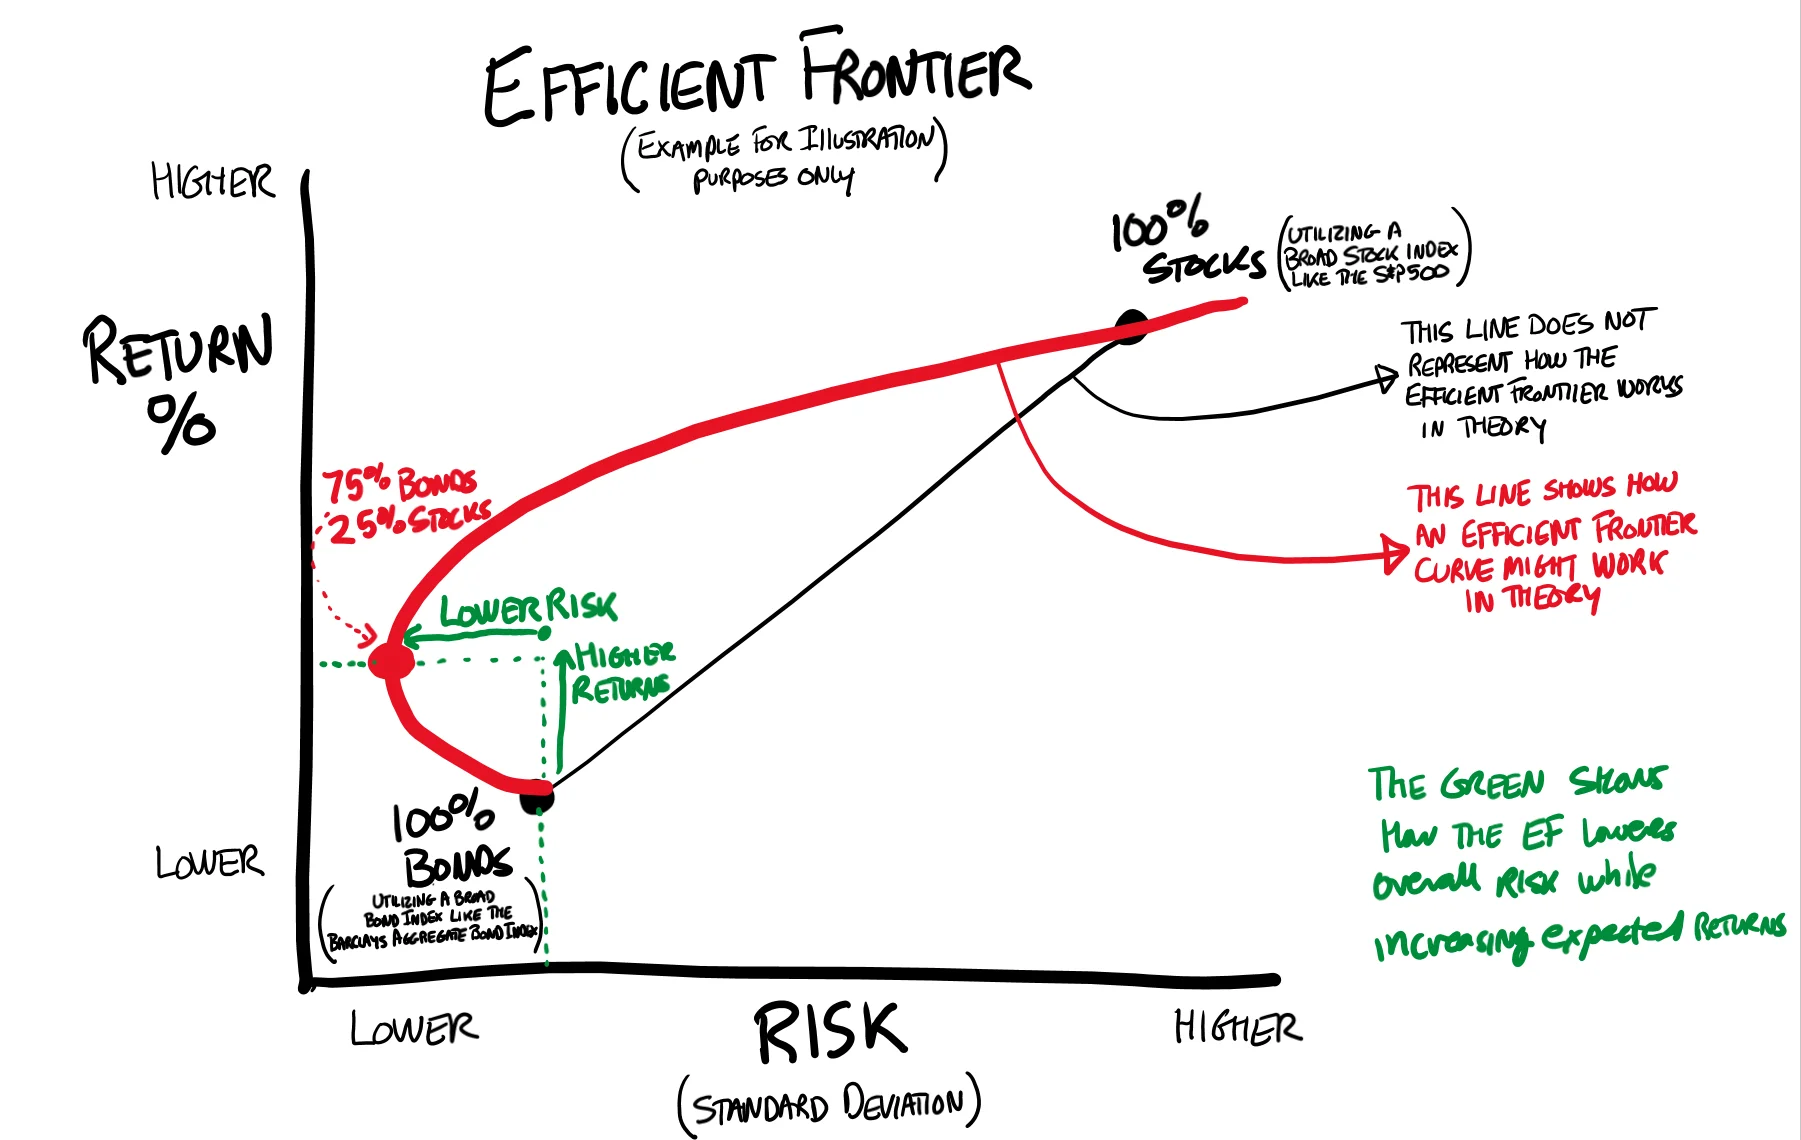 EFFICIENT FRONTIER
(EXAMPLE FOR ILLUSTRATION
PURPOSES ONLY)
HIGHER
RETURN
%
LOWER
100%
STOCKS
(UTILIZING A
BROAD STOCK INDEX
LIKE THE S&P 500)
THIS LINE DOES NOT
REPRESENT HOW THE
EFFICIENT FRONTIER WORKS
IN THEORY
75% BONDS
25% STOCKS
THIS LINE SHOWS HOW
AN EFFICIENT FRONTIER
CURVE MIGHT WORK
IN THEORY
LOWER RISK
HIGHER
RETURNS
100%
BONDS
(UTILIZING A BROAD
BOND INDEX LIKE THE
BARCLAYS AGGREGATE BOND INDEX)
THE GREEN SHOWS
HOW THE EF LOWERS
OVERALL RISK WHILE
INCREASING EXPECTED RETURNS
LOWER
RISK
HIGHER
(STANDARD DEVIATION)